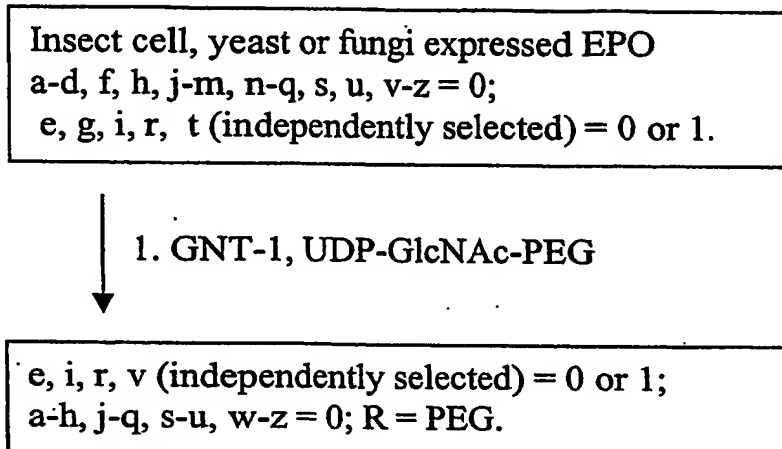 Insect cell, yeast or fungi expressed EPO
a-d, f, h, j-m, n-q, s, u, v-z = 0;
e, g, i, r, t (independently selected) = 0 or 1.
1. GNT-1, UDP-GlcNAc-PEG
e, i, r, v (independently selected) = 0 or 1;
a-h, j-q, s-u, w-z = 0; R = PEG.